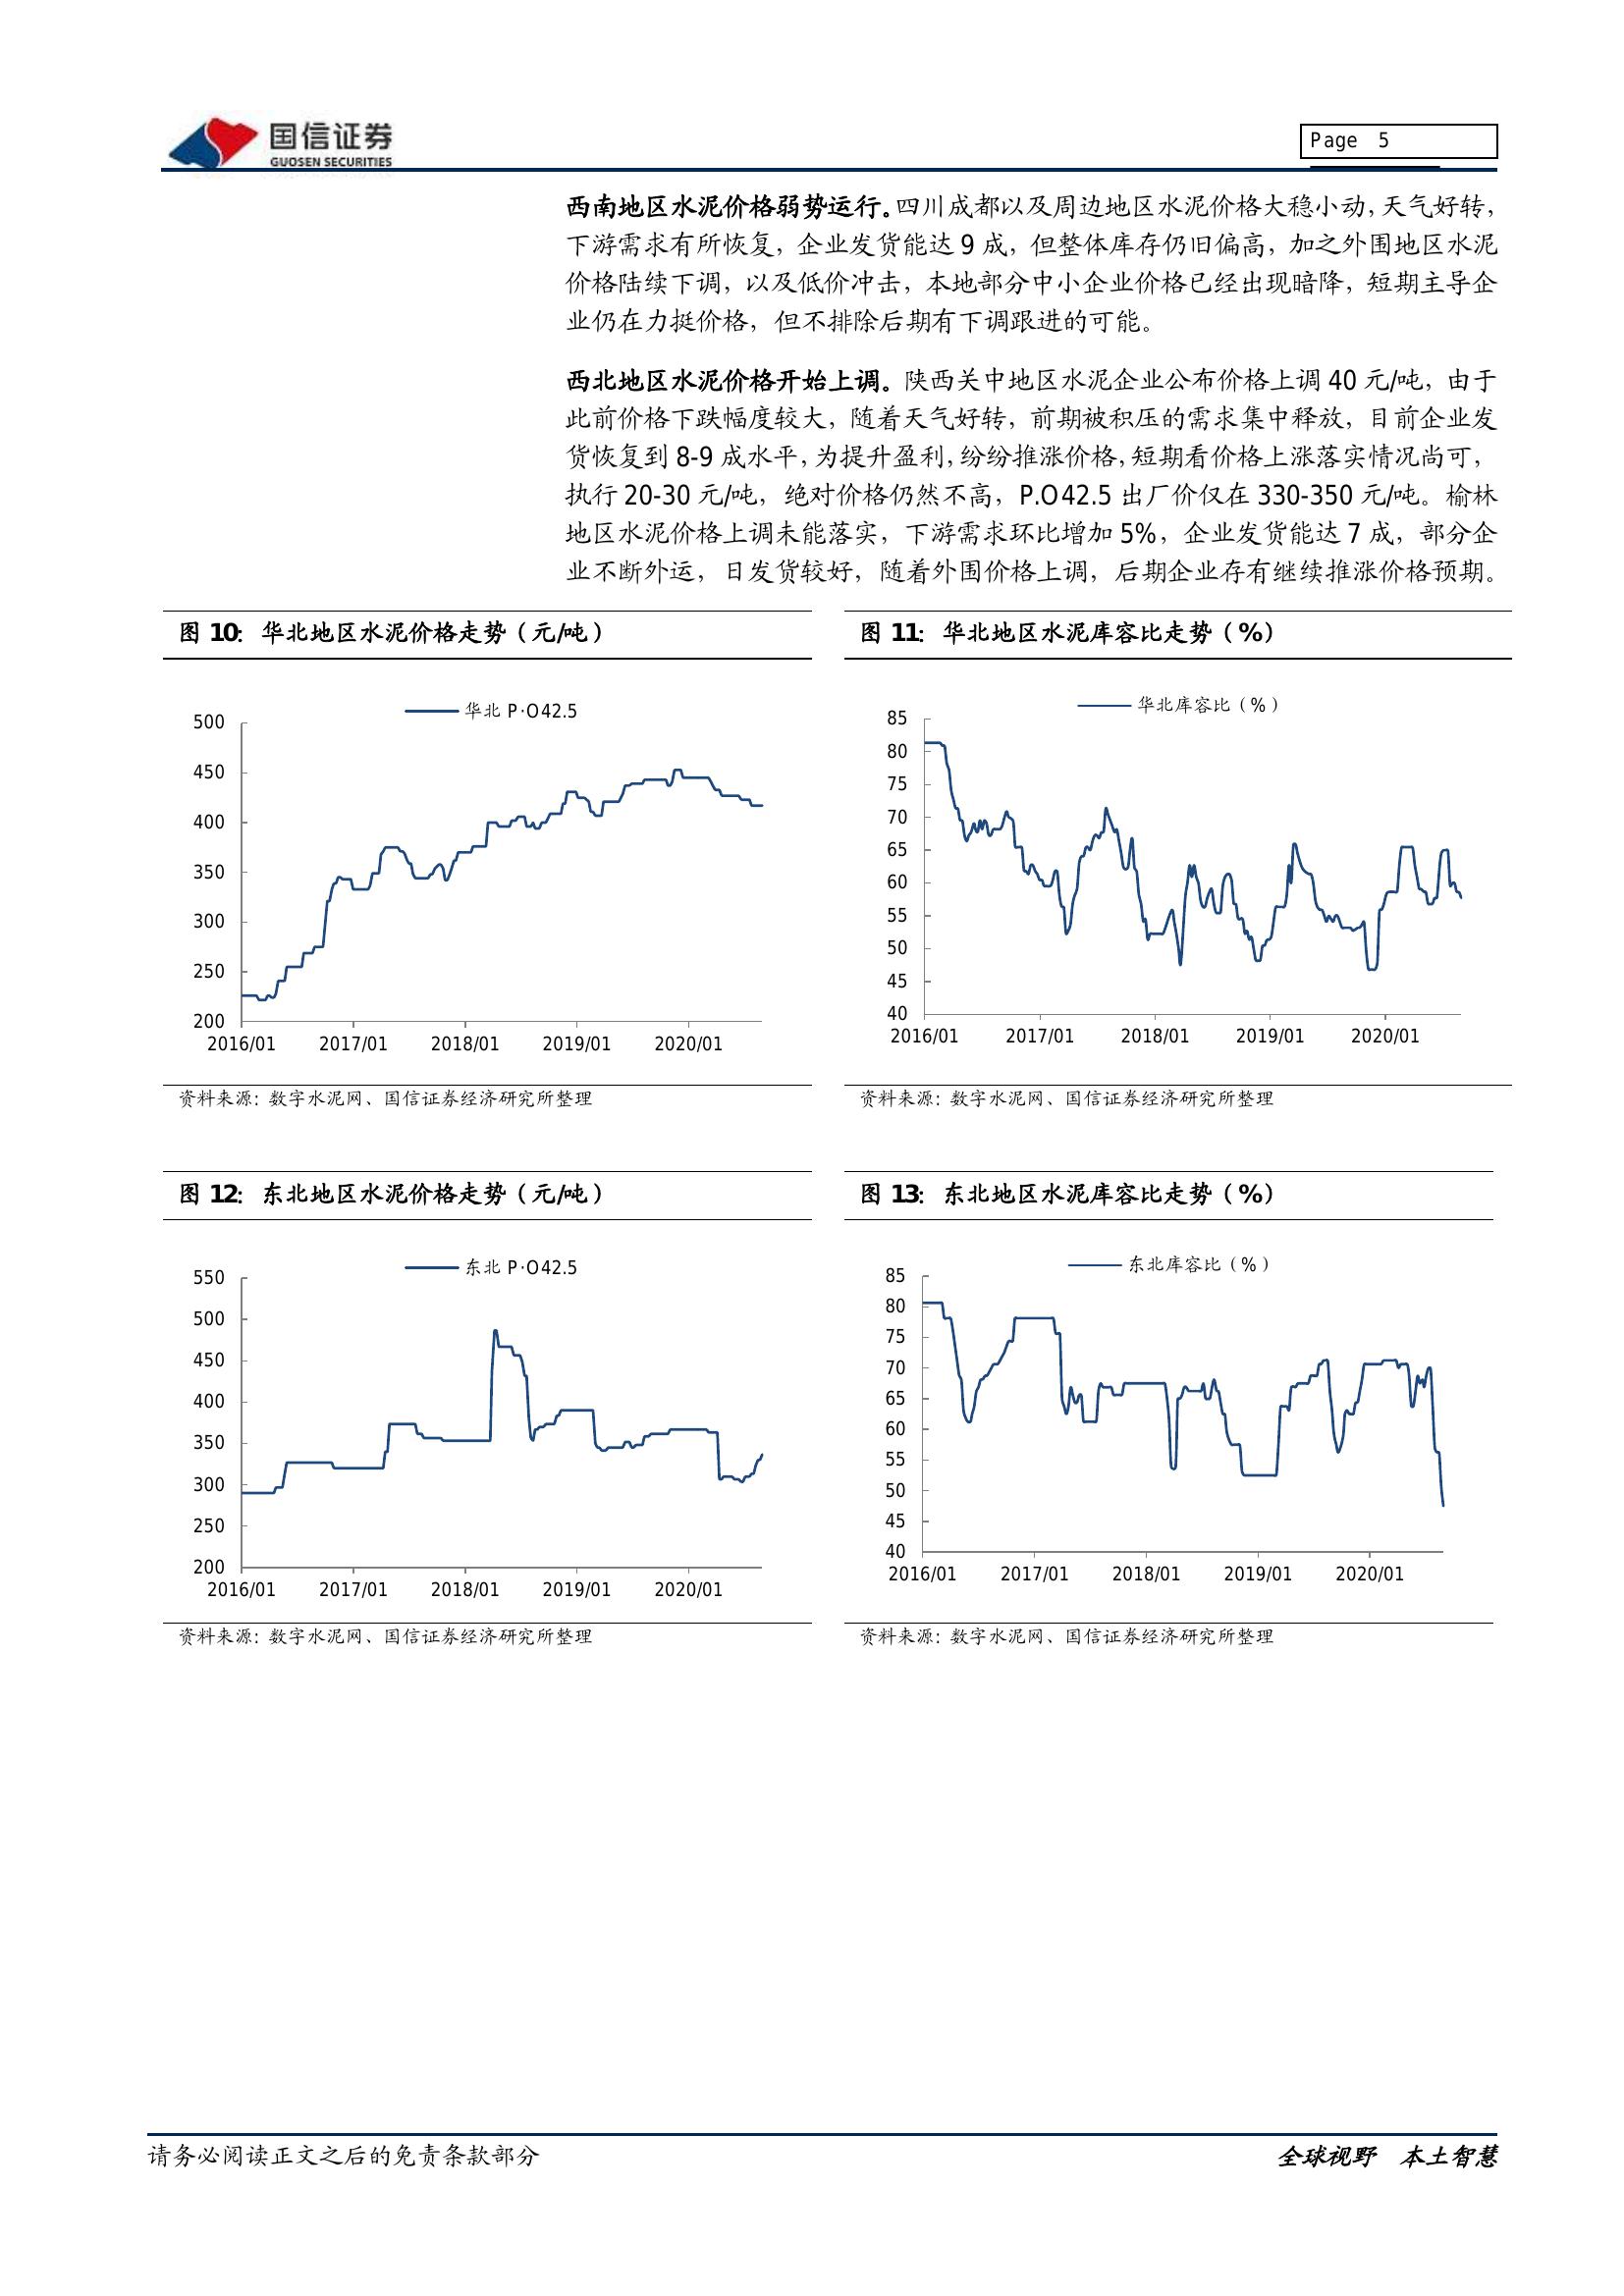 国信证券
GUOSEN SECURITIES
Page 5
西南地区水泥价格弱势运行。四川成都以及周边地区水泥价格大稳小动，天气好转，
下游需求有所恢复，企业发货能达 9 成，但整体库存仍旧偏高，加之外围地区水泥
价格陆续下调，以及低价冲击，本地部分中小企业价格已经出现暗降，短期主导企
业仍在力挺价格，但不排除后期有下调跟进的可能。
西北地区水泥价格开始上调。陕西关中地区水泥企业公布价格上调 40 元/吨，由于
此前价格下跌幅度较大，随着天气好转，前期被积压的需求集中释放，目前企业发
货恢复到 8-9 成水平，为提升盈利，纷纷推涨价格，短期看价格上涨落实情况尚可，
执行 20-30 元/吨，绝对价格仍然不高，P.O42.5 出厂价仅在 330-350 元/吨。榆林
地区水泥价格上调未能落实，下游需求环比增加 5%，企业发货能达 7 成，部分企
业不断外运，日发货较好，随着外围价格上调，后期企业存有继续推涨价格预期。
图 10：华北地区水泥价格走势（元/吨）
华北 P·O42.5
500
450
400
350
300
250
200
2016/01 2017/01 2018/01 2019/01 2020/01
资料来源：数字水泥网、国信证券经济研究所整理
图 11：华北地区水泥库容比走势（%）
华北库容比（%）
85
80
75
70
65
60
55
50
45
40
2016/01 2017/01 2018/01 2019/01 2020/01
资料来源：数字水泥网、国信证券经济研究所整理
图 12：东北地区水泥价格走势（元/吨）
东北 P·O42.5
550
500
450
400
350
300
250
200
2016/01 2017/01 2018/01 2019/01 2020/01
资料来源：数字水泥网、国信证券经济研究所整理
图 13：东北地区水泥库容比走势（%）
东北库容比（%）
85
80
75
70
65
60
55
50
45
40
2016/01 2017/01 2018/01 2019/01 2020/01
资料来源：数字水泥网、国信证券经济研究所整理
请务必阅读正文之后的免责条款部分
全球视野 本土智慧